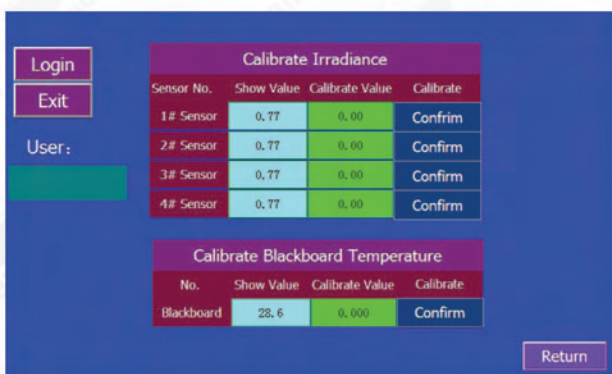 Login
Exit
User:
Calibrate Irradiance
Sensor No. Show Value Calibrate Value Calibrate
1# Sensor 0.77 0.00 Confrim
2# Sensor 0.77 0.00 Confirm
3# Sensor 0.77 0.00 Confirm
4# Sensor 0.77 0.00 Confirm
Calibrate Blackboard Temperature
No. Show Value Calibrate Value Calibrate
Blackboard 28.6 0.000 Confirm
Return